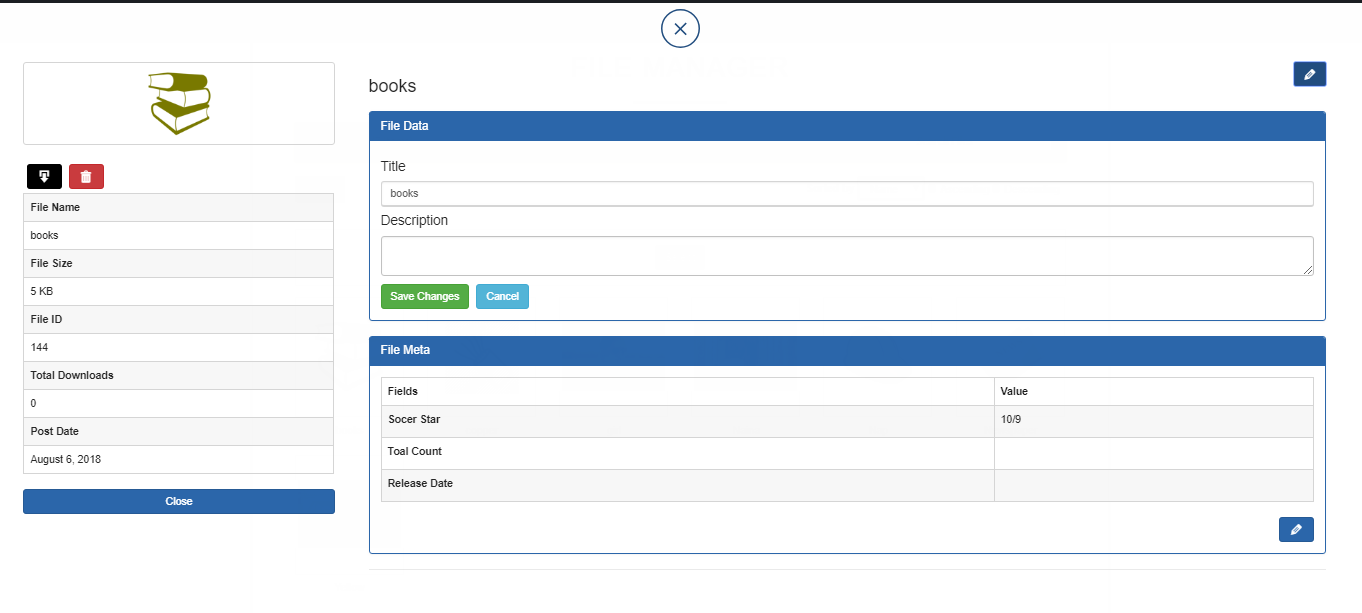 File Name
books
File Size
5 KB
File ID
144
Total Downloads
0
Post Date
August 6, 2018
Close
books
File Data
Title
books
Description
Save Changes Cancel
File Meta
Fields Value
Socer Star 10/9
Toal Count
Release Date